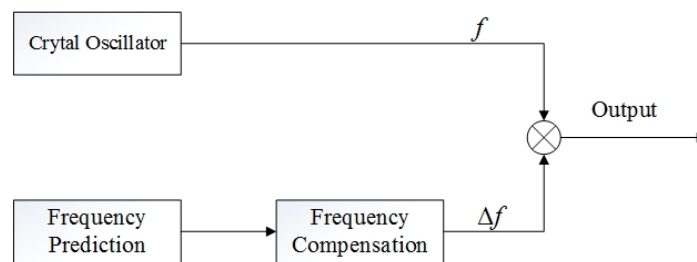 Crytal Oscillator
f
Output
Frequency
Prediction
Frequency
Compensation
Δf